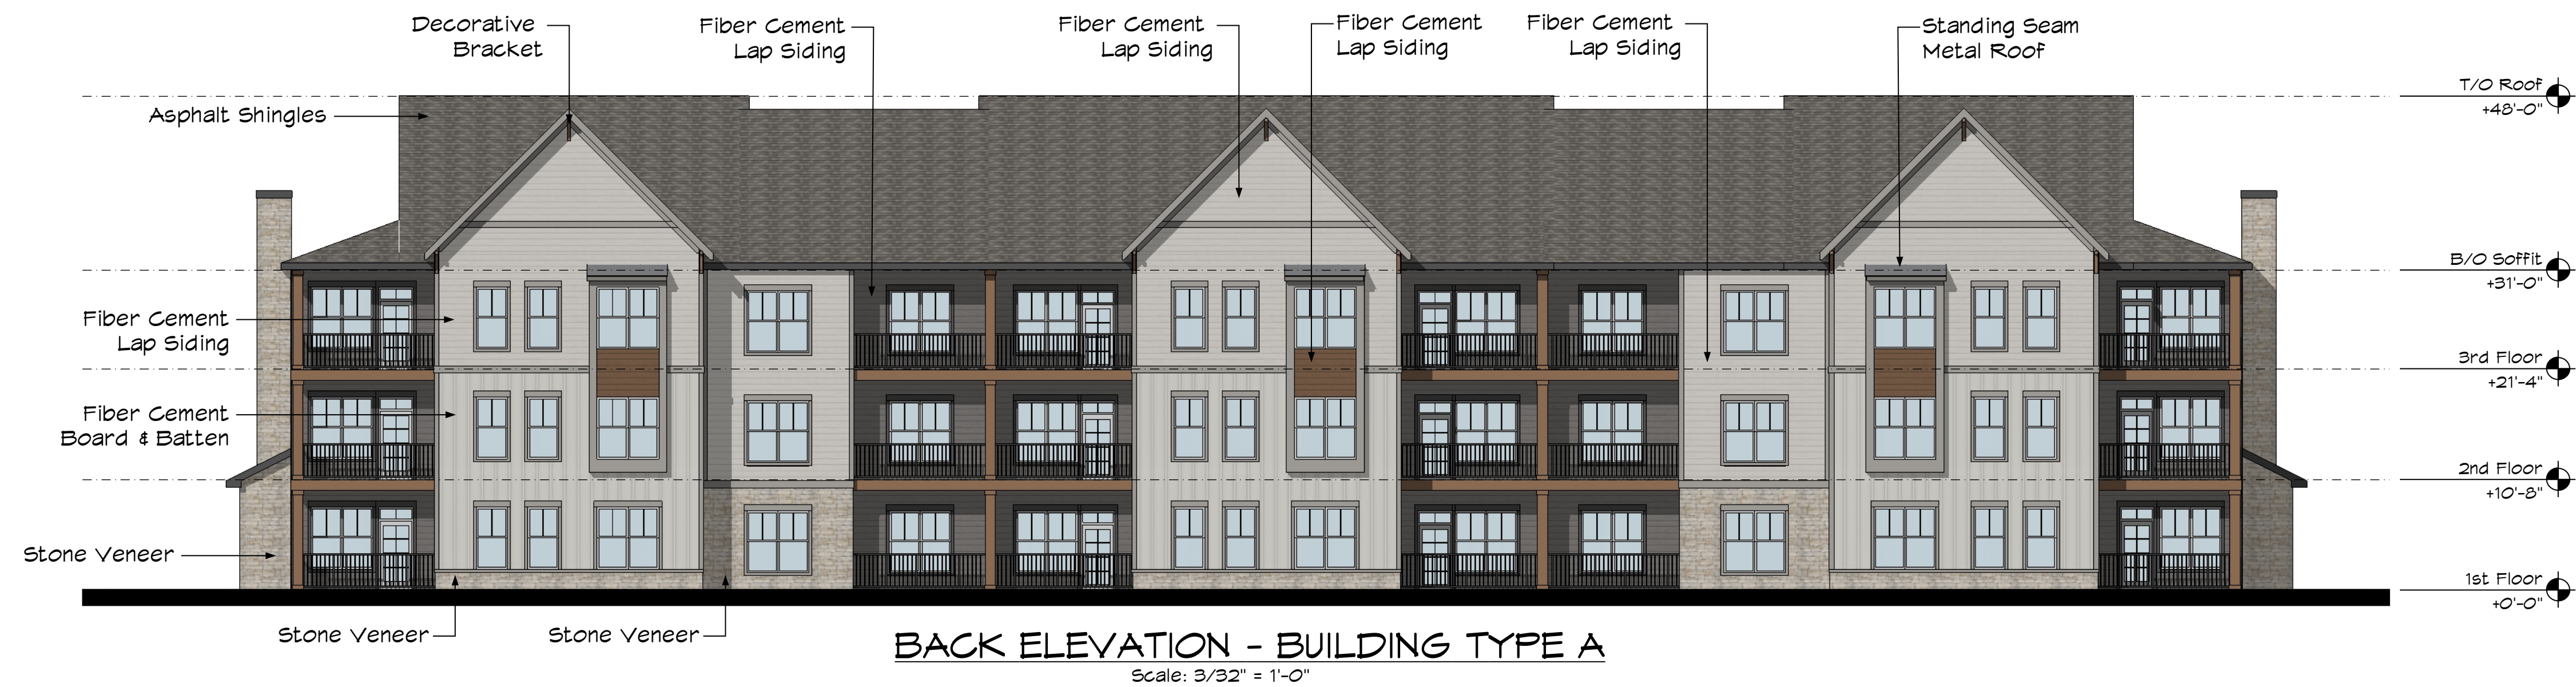 Decorative
Bracket
Fiber Cement
Lap Siding
Fiber Cement
Lap Siding
Fiber Cement
Lap Siding
Fiber Cement
Lap Siding
Standing Seam
Metal Roof
Asphalt Shingles
T/O Roof
+48'-0"
B/O Soffit
+31'-0"
Fiber Cement
Lap Siding
3rd Floor
+21'-4"
Fiber Cement
Board & Batten
2nd Floor
+10'-8"
Stone Veneer
1st Floor
+0'-0"
Stone Veneer
Stone Veneer
BACK ELEVATION - BUILDING TYPE A
Scale: 3/32" = 1'-0"